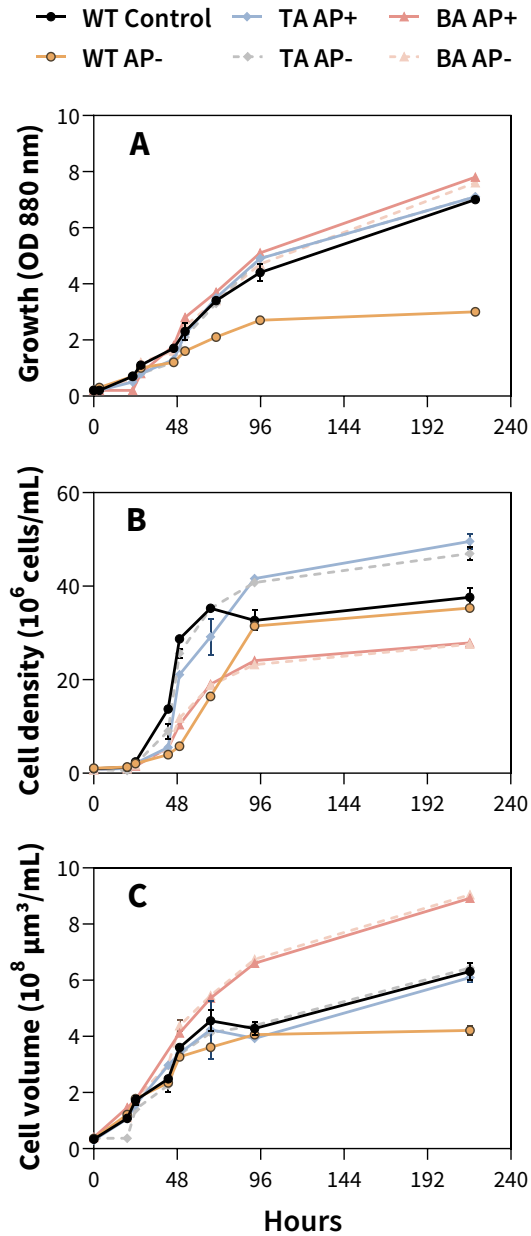 WT Control TA AP+ BA AP+
WT AP- TA AP- BA AP-
A
Growth (OD 880 nm)
10
8
6
4
2
0
0 48 96 144 192 240
B
Cell density (10⁶ cells/mL)
60
40
20
0
0 48 96 144 192 240
C
Cell volume (10⁸ μm³/mL)
10
8
6
4
2
0
0 48 96 144 192 240
Hours